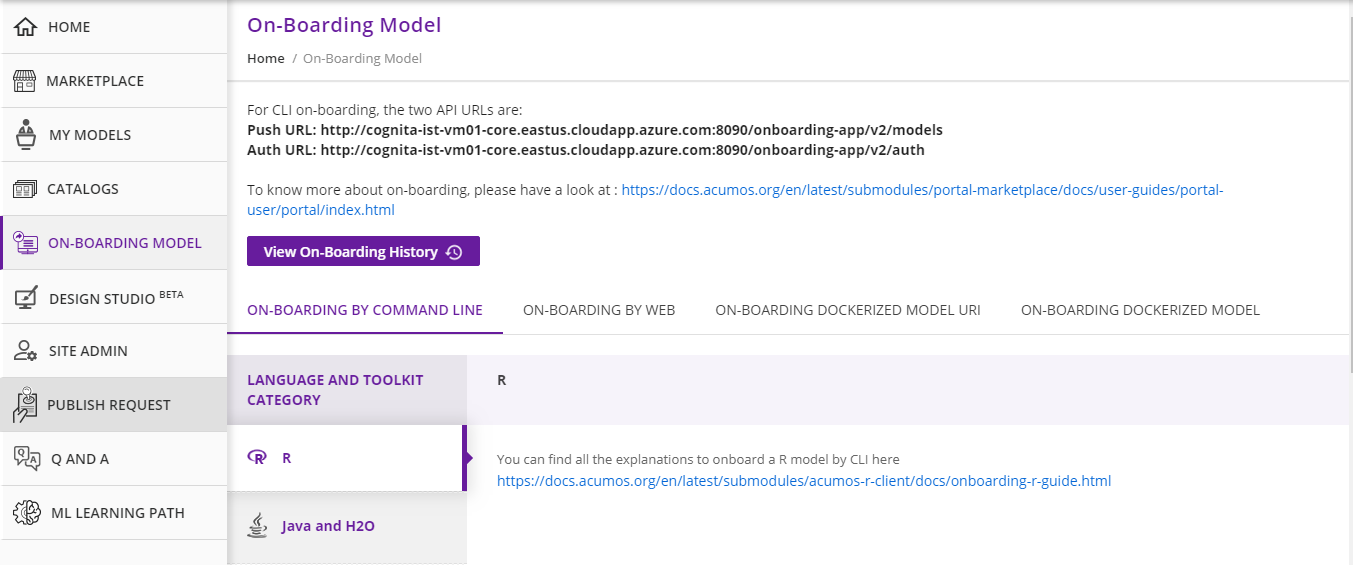 HOME
MARKETPLACE
MY MODELS
CATALOGS
ON-BOARDING MODEL
DESIGN STUDIO BETA
SITE ADMIN
PUBLISH REQUEST
Q AND A
ML LEARNING PATH
On-Boarding Model
Home / On-Boarding Model
For CLI on-boarding, the two API URLs are:
Push URL: http://cognita-ist-vm01-core.eastus.cloudapp.azure.com:8090/onboarding-app/v2/models
Auth URL: http://cognita-ist-vm01-core.eastus.cloudapp.azure.com:8090/onboarding-app/v2/auth
To know more about on-boarding, please have a look at : https://docs.acumos.org/en/latest/submodules/portal-marketplace/docs/user-guides/portal-
user/portal/index.html
View On-Boarding History
ON-BOARDING BY COMMAND LINE ON-BOARDING BY WEB ON-BOARDING DOCKERIZED MODEL URI ON-BOARDING DOCKERIZED MODEL
LANGUAGE AND TOOLKIT
CATEGORY
R
Java and H2O
R
You can find all the explanations to onboard a R model by CLI here
https://docs.acumos.org/en/latest/submodules/acumos-r-client/docs/onboarding-r-guide.html